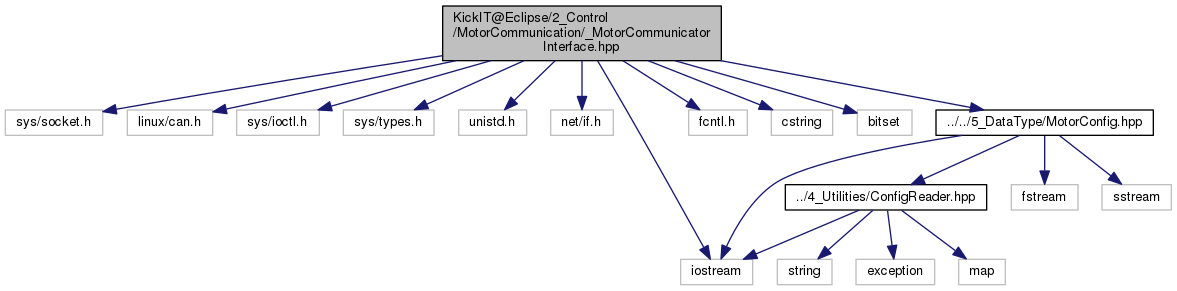 KickIT@Eclipse/2_Control
/MotorCommunication/_MotorCommunicator
Interface.hpp
sys/socket.h
linux/can.h
sys/ioctl.h
sys/types.h
unistd.h
net/if.h
fcntl.h
cstring
bitset
../../5_DataType/MotorConfig.hpp
../4_Utilities/ConfigReader.hpp
fstream
sstream
iostream
string
exception
map